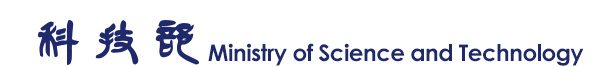 科技部 Ministry of Science and Technology